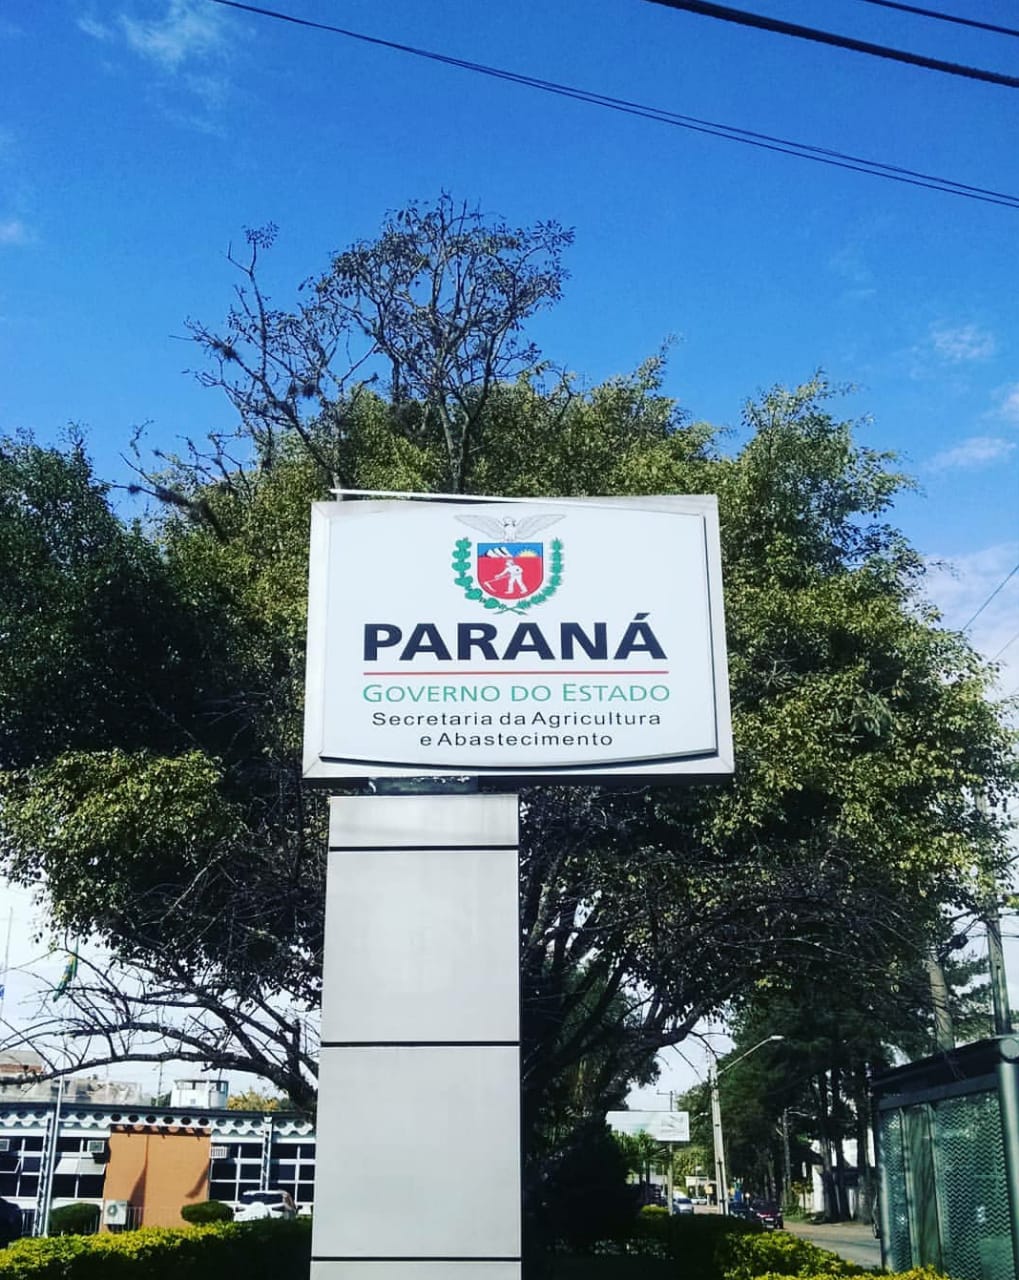 PARANÁ
GOVERNO DO ESTADO
Secretaria da Agricultura
e Abastecimento